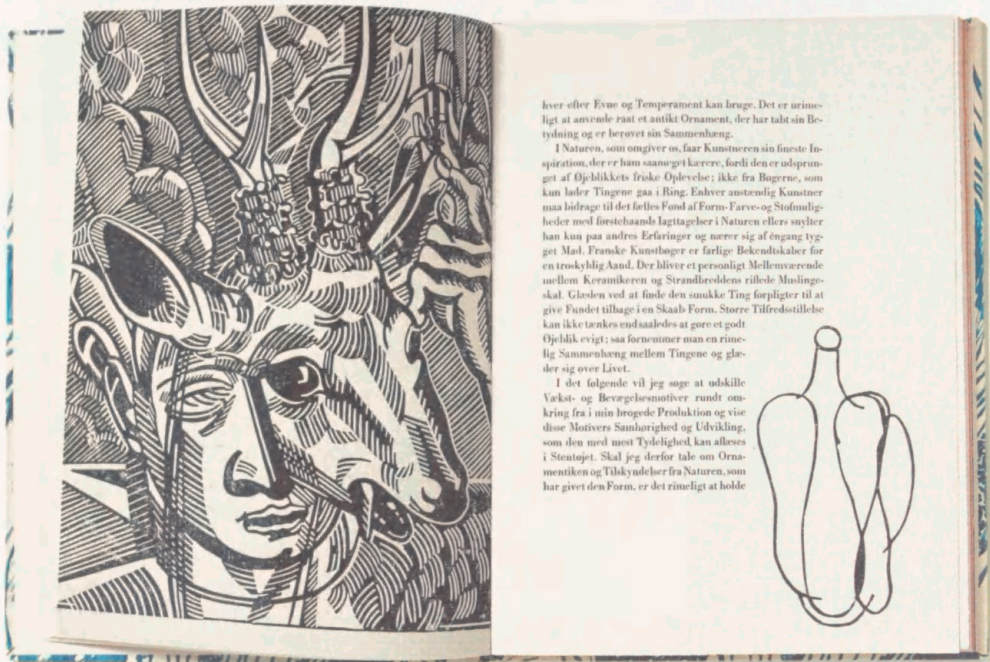 hver efter Evne og Temperament kan bruge. Det er urime-
ligt at anvende raat et antikt Ornament, der har tabt sin Be-
tydning og er berøvet sin Sammenhæng.
I Naturen, som omgiver os, faar Kunstneren sin fineste In-
spiration, der er ham saameget kærere, fordi den er udsprun-
get af Øjeblikkets friske Oplevelse; ikke fra Bøgerne, som
kun lader Tingene gaa i Ring. Enhver anstændig Kunstner
maa bidrage til det fælles Fond af Form-Farve-og Stofmulig-
heder med førstehaands Iagttagelser i Naturen ellers snylter
han kun paa andres Erfaringer og nærer sig af éngang tyg-
get Mad. Franske Kunstbøger er farlige Bekendtskaber for
en troskyldig Aand. Der bliver et personligt Mellemværende
mellem Keramikeren og Strandbreddens riflede Muslinge-
skal. Glæden ved at finde den smukke Ting forpligter til at
give Fundet tilbage i en Skaals Form. Større Tilfredsstillelse
kan ikke tænkes end saaledes at gøre et godt
Øjeblik evigt; saa fornemmer man en rime-
lig Sammenhæng mellem Tingene og glæ-
der sig over Livet.
I det følgende vil jeg søge at udskille
Vækst- og Bevægelsesmotiver rundt om-
kring fra i min brogede Produktion og vise
disse Motivers Samhørighed og Udvikling,
som den med mest Tydelighed kan aflæses
i Stentøjet. Skal jeg derfor tale om Orna-
mentiken og Tilskyndelser fra Naturen, som
har givet den Form, er det rimeligt at holde